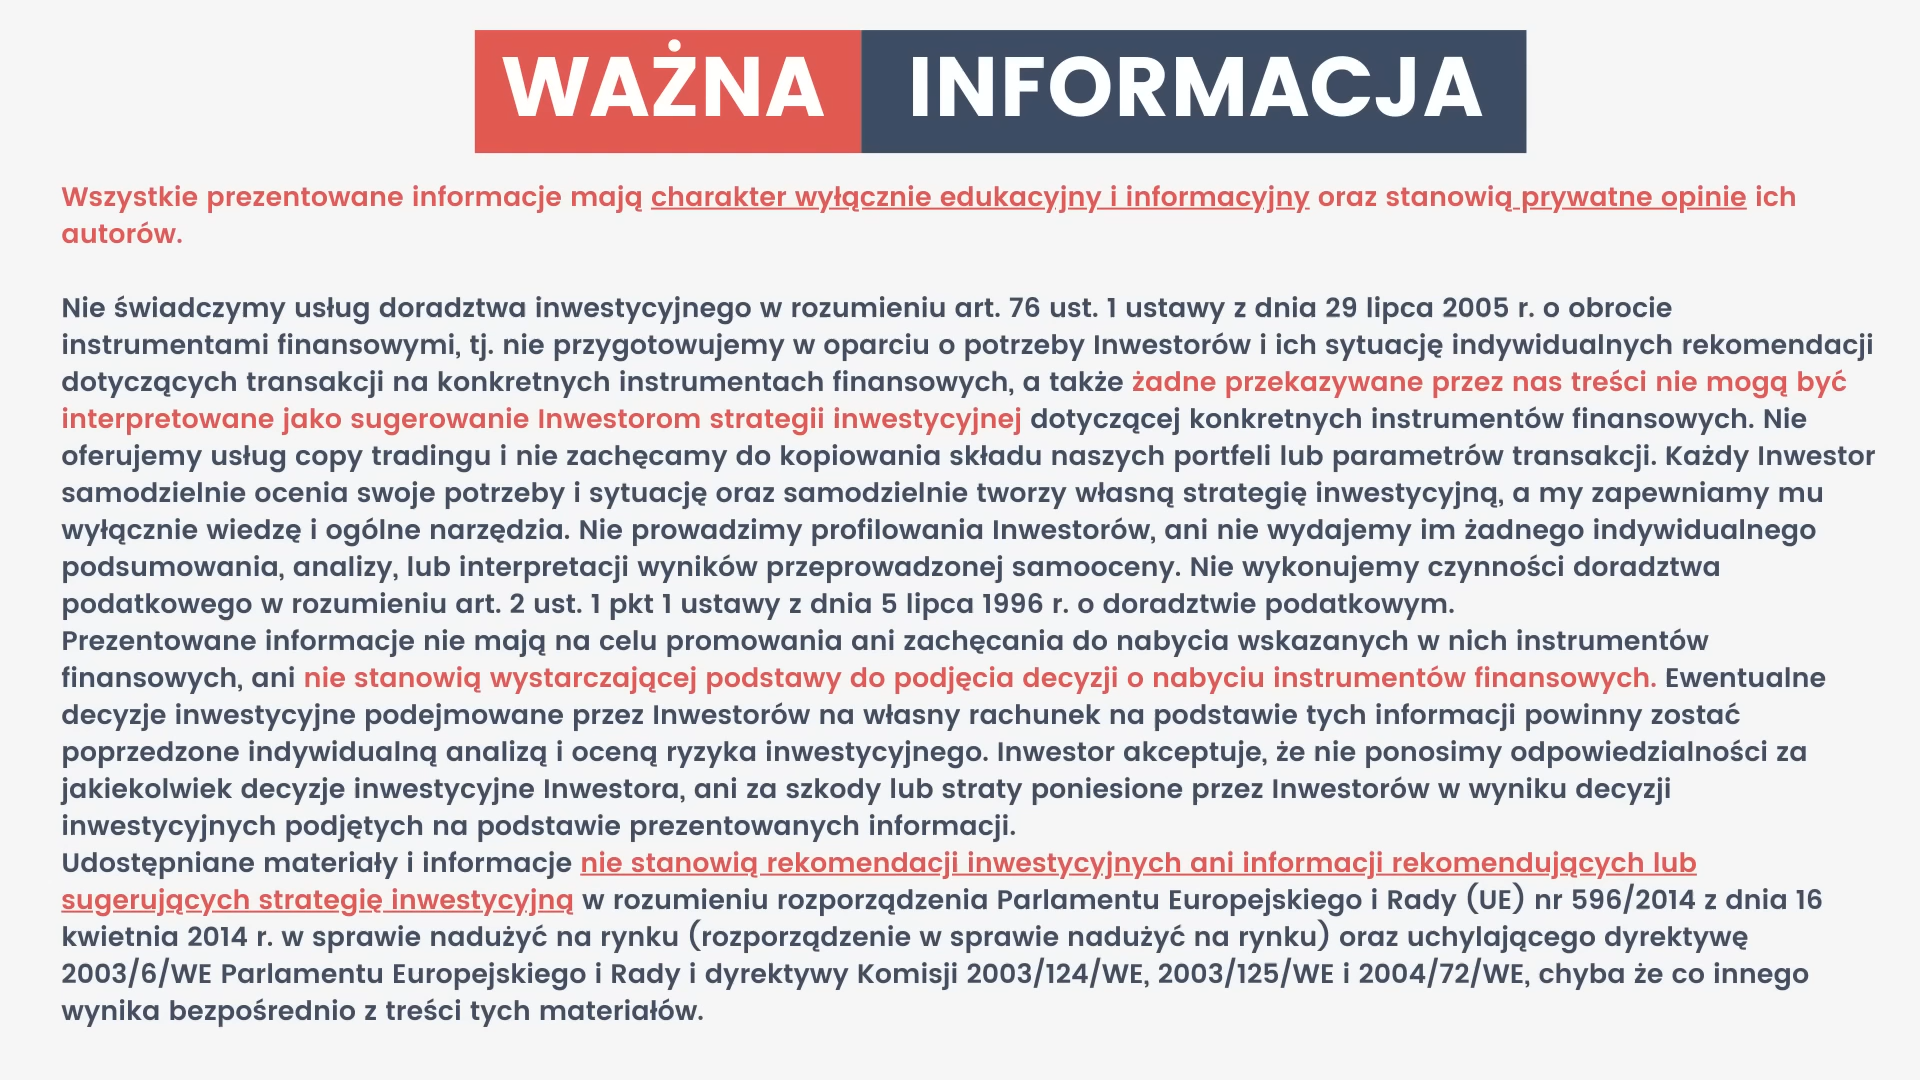 WAŻNA INFORMACJA
Wszystkie prezentowane informacje mają charakter wyłącznie edukacyjny i informacyjny oraz stanowią prywatne opinie ich
autorów.
Nie świadczymy usług doradztwa inwestycyjnego w rozumieniu art. 76 ust. 1 ustawy z dnia 29 lipca 2005 r. o obrocie
instrumentami finansowymi, tj. nie przygotowujemy w oparciu o potrzeby Inwestorów i ich sytuację indywidualnych rekomendacji
dotyczących transakcji na konkretnych instrumentach finansowych, a także żadne przekazywane przez nas treści nie mogą być
interpretowane jako sugerowanie Inwestorom strategii inwestycyjnej dotyczącej konkretnych instrumentów finansowych. Nie
oferujemy usług copy tradingu i nie zachęcamy do kopiowania składu naszych portfeli lub parametrów transakcji. Każdy Inwestor
samodzielnie ocenia swoje potrzeby i sytuację oraz samodzielnie tworzy własną strategię inwestycyjną, a my zapewniamy mu
wyłącznie wiedzę i ogólne narzędzia. Nie prowadzimy profilowania Inwestorów, ani nie wydajemy im żadnego indywidualnego
podsumowania, analizy, lub interpretacji wyników przeprowadzonej samooceny. Nie wykonujemy czynności doradztwa
podatkowego w rozumieniu art. 2 ust. 1 pkt 1 ustawy z dnia 5 lipca 1996 r. o doradztwie podatkowym.
Prezentowane informacje nie mają na celu promowania ani zachęcania do nabycia wskazanych w nich instrumentów
finansowych, ani nie stanowią wystarczającej podstawy do podjęcia decyzji o nabyciu instrumentów finansowych. Ewentualne
decyzje inwestycyjne podejmowane przez Inwestorów na własny rachunek na podstawie tych informacji powinny zostać
poprzedzone indywidualną analizą i oceną ryzyka inwestycyjnego. Inwestor akceptuje, że nie ponosimy odpowiedzialności za
jakiekolwiek decyzje inwestycyjne Inwestora, ani za szkody lub straty poniesione przez Inwestorów w wyniku decyzji
inwestycyjnych podjętych na podstawie prezentowanych informacji.
Udostępniane materiały i informacje nie stanowią rekomendacji inwestycyjnych ani informacji rekomendujących lub
sugerujących strategię inwestycyjną w rozumieniu rozporządzenia Parlamentu Europejskiego i Rady (UE) nr 596/2014 z dnia 16
kwietnia 2014 r. w sprawie nadużyć na rynku (rozporządzenie w sprawie nadużyć na rynku) oraz uchylającego dyrektywę
2003/6/WE Parlamentu Europejskiego i Rady i dyrektywy Komisji 2003/124/WE, 2003/125/WE i 2004/72/WE, chyba że co innego
wynika bezpośrednio z treści tych materiałów.